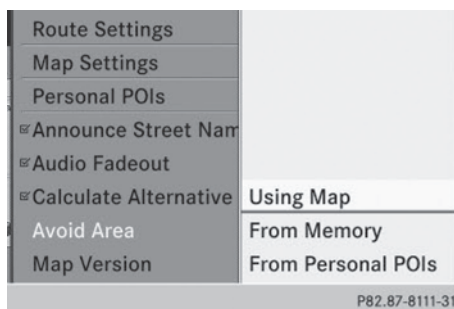 Route Settings
Map Settings
Personal POIs
Announce Street Nam
Audio Fadeout
Calculate Alternative
Using Map
Avoid Area
From Memory
Map Version
From Personal POIs
P82.87-8111-31